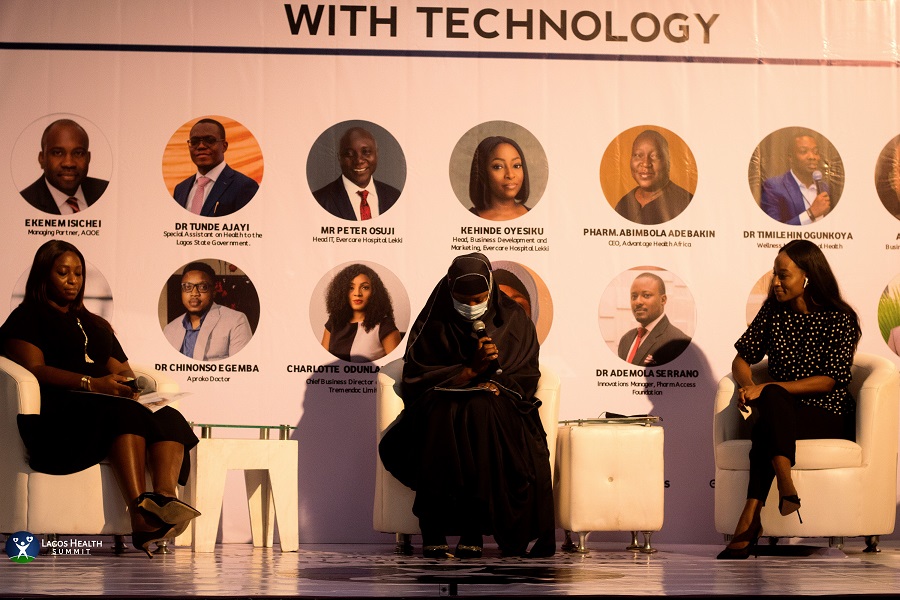 WITH TECHNOLOGY
EKENEM ISICHEI
Managing Partner, ACIOE
DR TUNDE AJAYI
Special Assistant on Health to the
Lagos State Government.
MR PETER OSUJI
Head IT, Evercare Hospital Lekki
KEHINDE OYESIKU
Head, Business Development and
Marketing, Evercare Hospital Lekki
PHARM. ABIMBOLA ADEBAKIN
CEO, Advantage Health Africa
DR TIMILEHIN OGUNKOYA
Health
DR CHINONSO EGEMBA
Aproko Doctor
CHARLOTTE
Chief Business Director
Tremendoc
DR ADEMOLA SERRANO
Innovations Manager, PharmAccess
Foundation
LAGOS HEALTH
SUMMIT